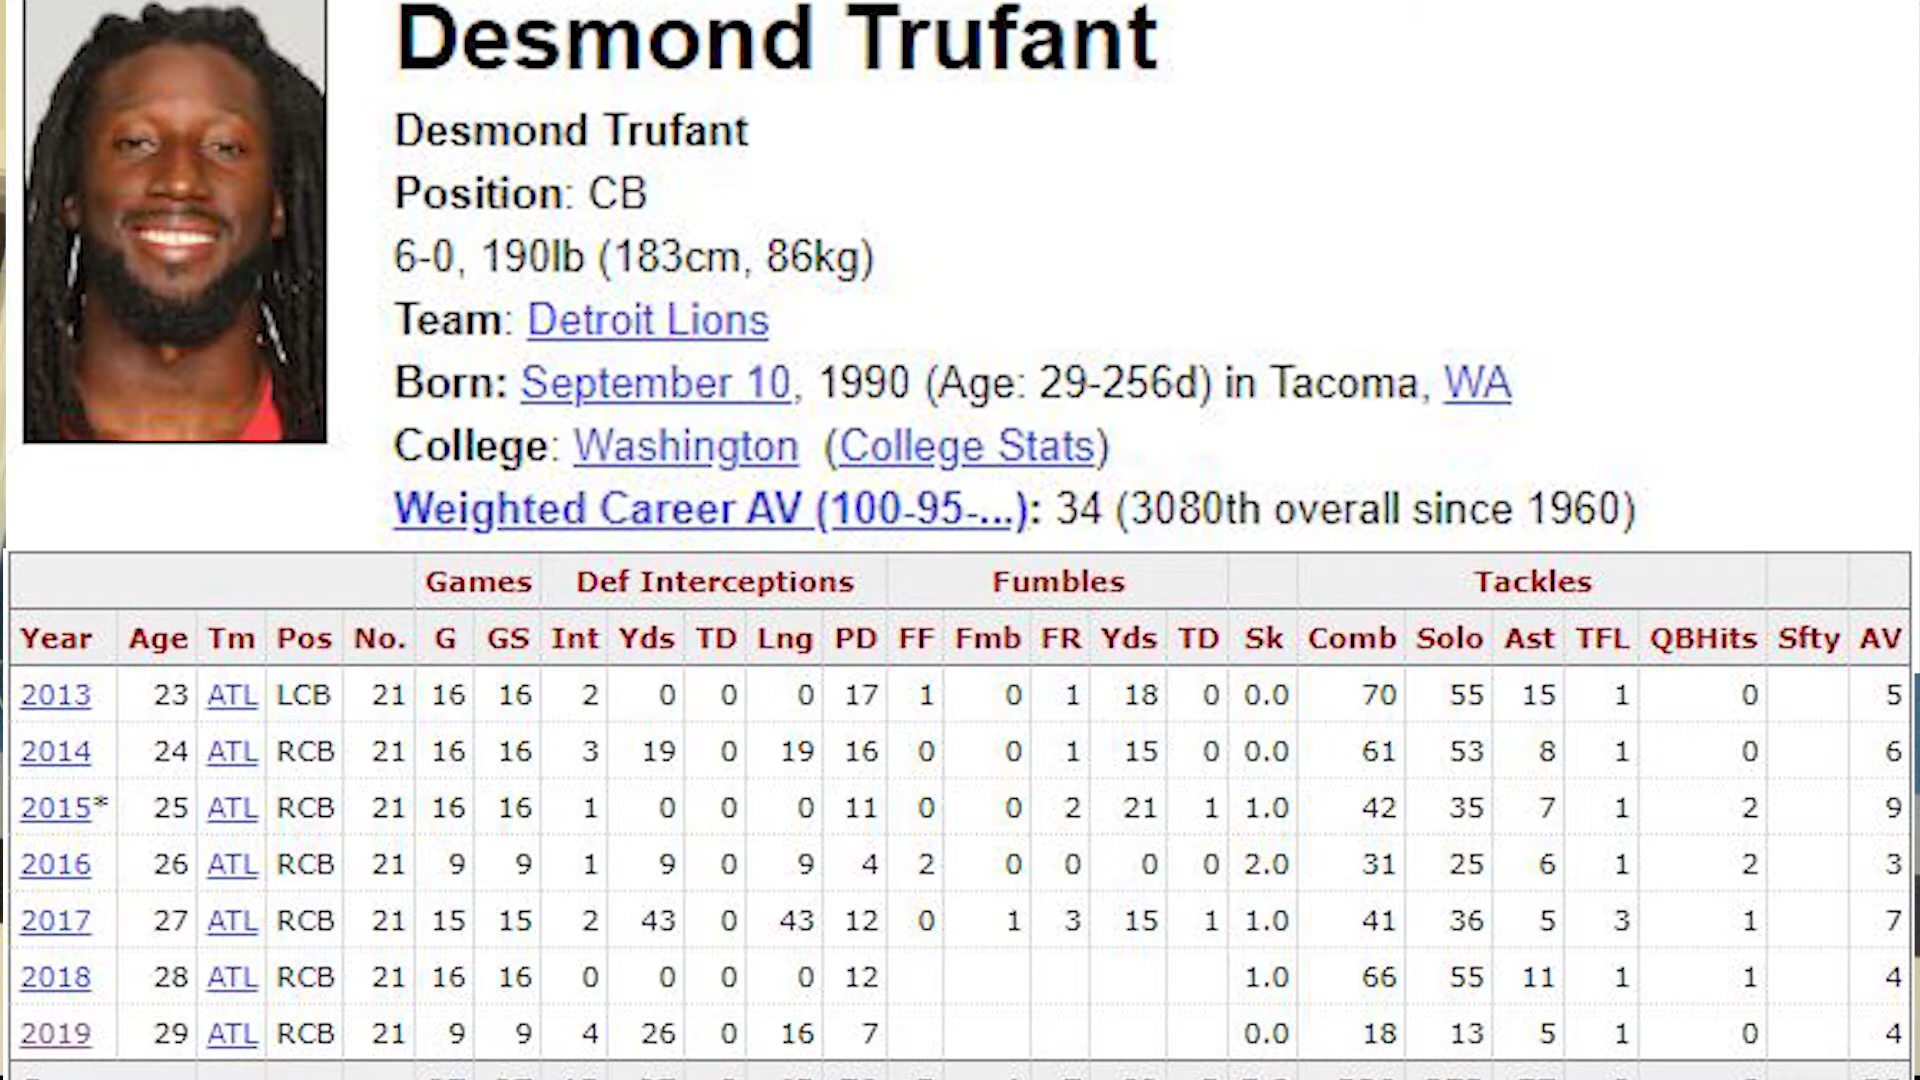 Desmond Trufant
Desmond Trufant
Position: CB
6-0, 190lb (183cm, 86kg)
Team: Detroit Lions
Born: September 10, 1990 (Age: 29-256d) in Tacoma, WA
College: Washington (College Stats)
Weighted Career AV (100-95-...): 34 (3080th overall since 1960)
Games Def Interceptions Fumbles Tackles
Year Age Tm Pos No. G GS Int Yds TD Lng PD FF Fmb FR Yds TD Sk Comb Solo Ast TFL QBHits Sfty AV
2013 23 ATL LCB 21 16 16 2 0 0 0 17 1 0 1 18 0 0.0 70 55 15 1 0 5
2014 24 ATL RCB 21 16 16 3 19 0 19 16 0 0 1 15 0 0.0 61 53 8 1 0 6
2015* 25 ATL RCB 21 16 16 1 0 0 0 11 0 0 2 21 1 1.0 42 35 7 1 2 9
2016 26 ATL RCB 21 9 9 1 9 0 9 4 2 0 0 0 0 2.0 31 25 6 1 2 3
2017 27 ATL RCB 21 15 15 2 43 0 43 12 0 1 3 15 1 1.0 41 36 5 3 1 7
2018 28 ATL RCB 21 16 16 0 0 0 0 12 1.0 66 55 11 1 1 4
2019 29 ATL RCB 21 9 9 4 26 0 16 7 0.0 18 13 5 1 0 4